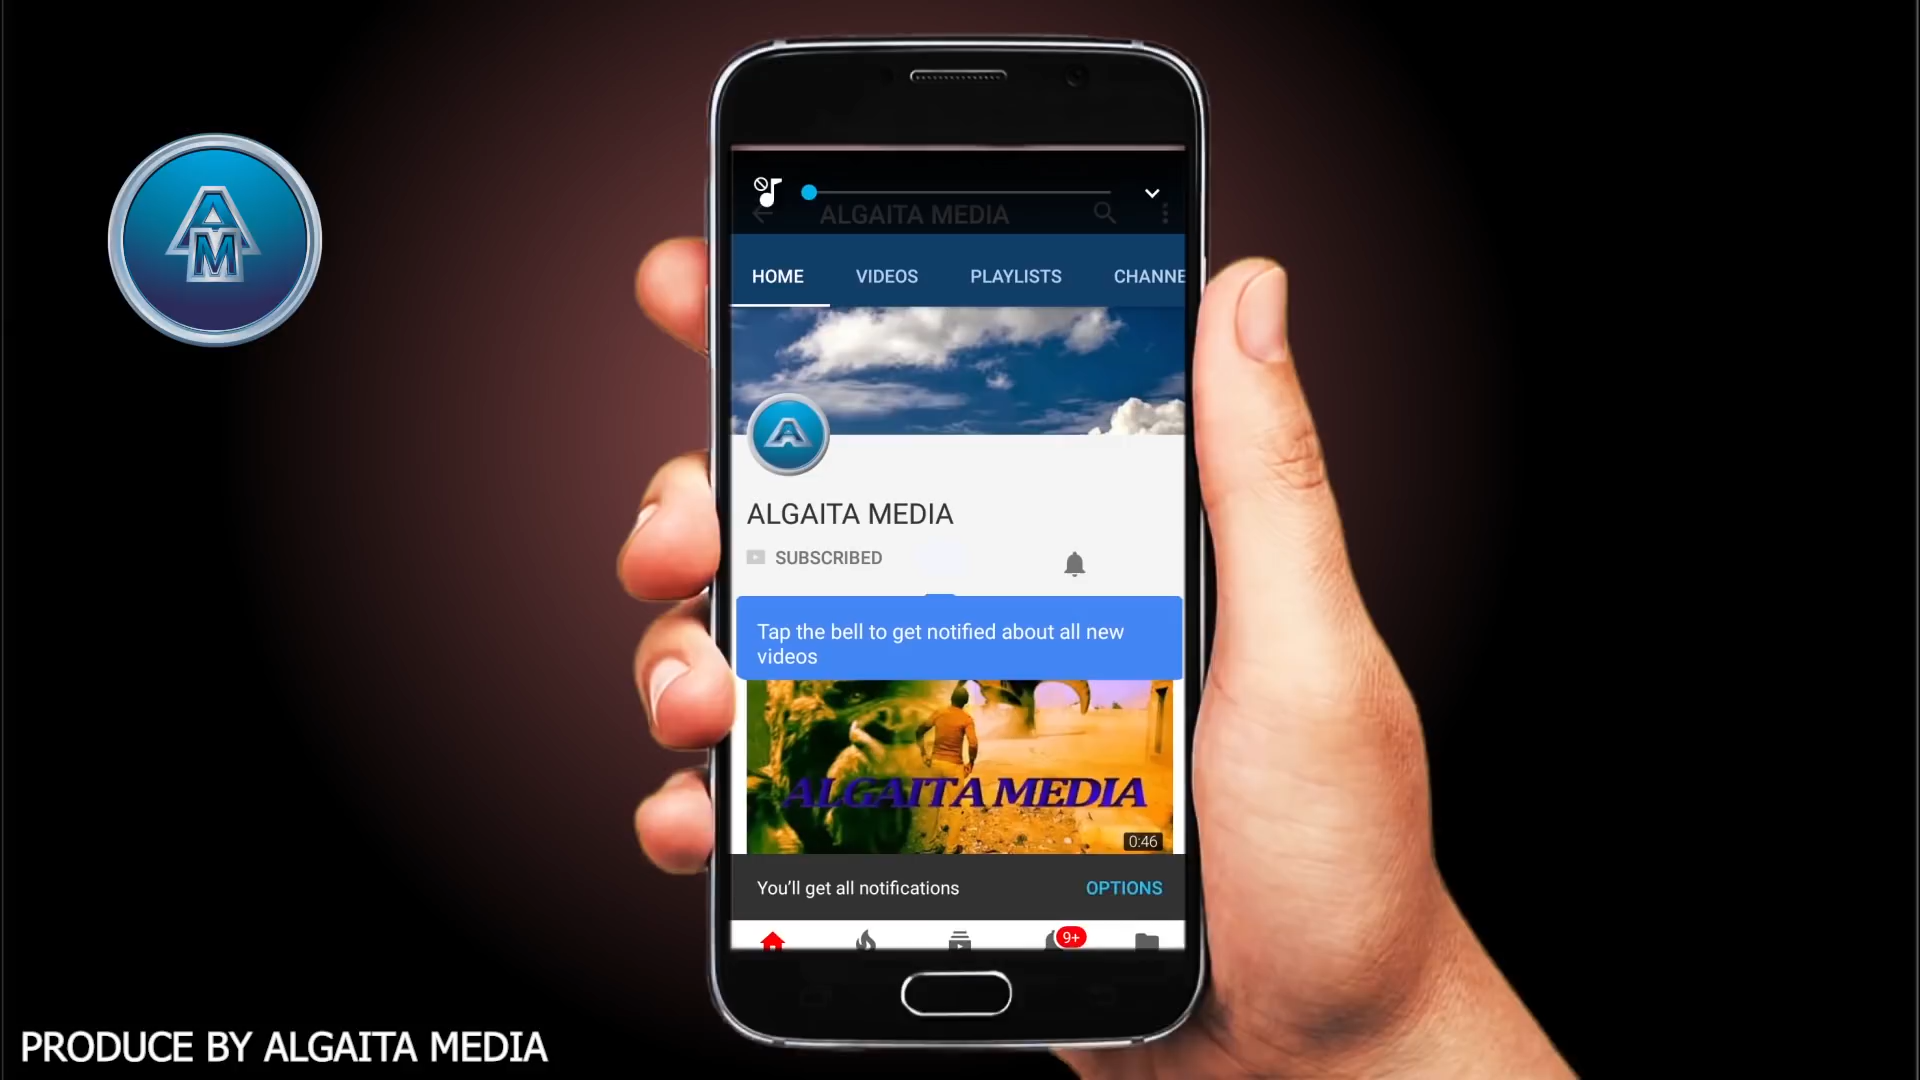 AM
ALGAITA MEDIA
HOME VIDEOS PLAYLISTS CHANNE
A
ALGAITA MEDIA
SUBSCRIBED
Tap the bell to get notified about all new
videos
ALGAITA MEDIA
0:46
You’ll get all notifications OPTIONS
9+
PRODUCE BY ALGAITA MEDIA